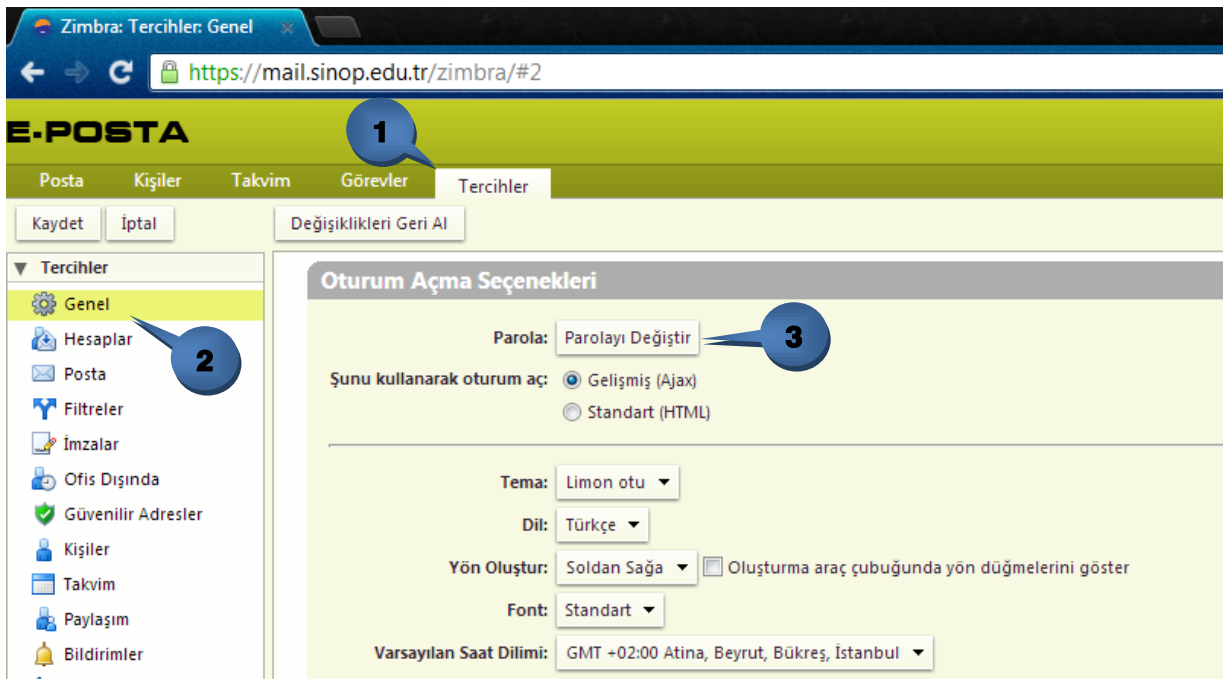 Zimbra: Tercihler: Genel
https://mail.sinop.edu.tr/zimbra/#2
E-POSTA
1
Posta Kişiler Takvim Görevler Tercihler
Kaydet İptal Değişiklikleri Geri Al
Tercihler
Genel
Hesaplar
2
Posta
Filtreler
İmzalar
Ofis Dışında
Güvenilir Adresler
Kişiler
Takvim
Paylaşım
Bildirimler
Oturum Açma Seçenekleri
Parola: Parolayı Değiştir 3
Şunu kullanarak oturum aç: Gelişmiş (Ajax)
Standart (HTML)
Tema: Limon otu
Dil: Türkçe
Yön Oluştur: Soldan Sağa Oluşturma araç çubuğunda yön düğmelerini göster
Font: Standart
Varsayılan Saat Dilimi: GMT +02:00 Atina, Beyrut, Bükreş, İstanbul